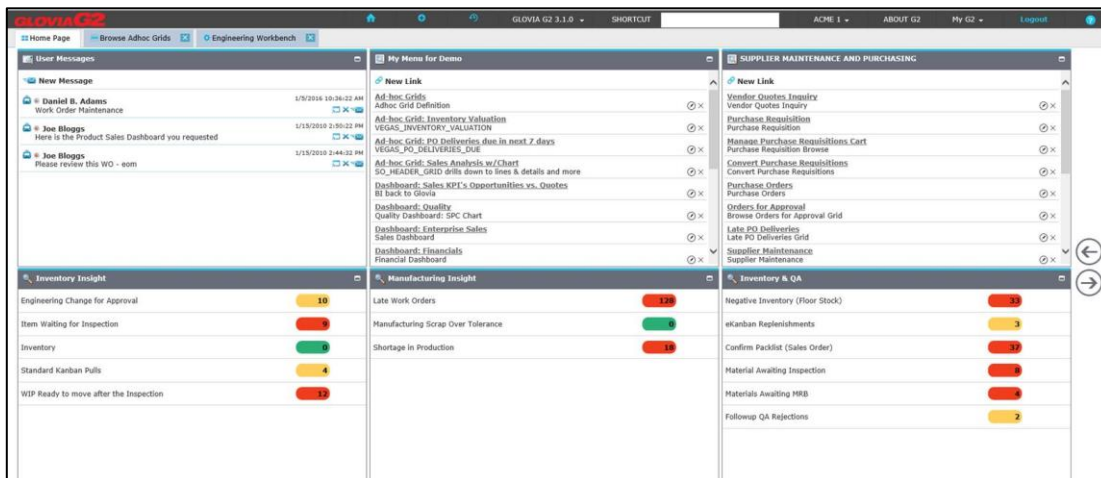 GLOVIA G2
GLOVIA G2 3.1.0
SHORTCUT
ACME 1
ABOUT G2
My G2
Logout
?
Home Page
Browse Adhoc Grids
Engineering Workbench
User Messages
New Message
Daniel B. Adams
1/5/2016 10:36:22 AM
Work Order Maintenance
Joe Bloggs
1/15/2010 2:50:22 PM
Here is the Product Sales Dashboard you requested
Joe Bloggs
1/15/2010 2:44:32 PM
Please review this WO - eom
My Menu for Demo
New Link
Ad-hoc Grids
Adhoc Grid Definition
Ad-hoc Grid: Inventory Valuation
VEGAS_INVENTORY_VALUATION
Ad-hoc Grid: PO Deliveries due in next 7 days
VEGAS_PO_DELIVERIES_DUE
Ad-hoc Grid: Sales Analysis w/Chart
SO_HEADER_GRID drills down to lines & details and more
Dashboard: Sales KPI's Opportunities vs. Quotes
BI back to Glovia
Dashboard: Quality
Quality Dashboard: SPC Chart
Dashboard: Enterprise Sales
Sales Dashboard
Dashboard: Financials
Financial Dashboard
SUPPLIER MAINTENANCE AND PURCHASING
New Link
Vendor Quotes Inquiry
Vendor Quotes Inquiry
Purchase Requisition
Purchase Requisition
Manage Purchase Requisitions Cart
Purchase Requisition Browse
Convert Purchase Requisitions
Convert Purchase Requisitions
Purchase Orders
Purchase Orders
Orders for Approval
Browse Orders for Approval Grid
Late PO Deliveries
Late PO Deliveries Grid
Supplier Maintenance
Supplier Maintenance
Inventory Insight
Engineering Change for Approval 10
Item Waiting for Inspection 9
Inventory 0
Standard Kanban Pulls 4
WIP Ready to move after the Inspection 12
Manufacturing Insight
Late Work Orders 128
Manufacturing Scrap Over Tolerance 0
Shortage in Production 18
Inventory & QA
Negative Inventory (Floor Stock) 33
eKanban Replenishments 3
Confirm Packlist (Sales Order) 37
Material Awaiting Inspection 8
Materials Awaiting MRB 4
Followup QA Rejections 2